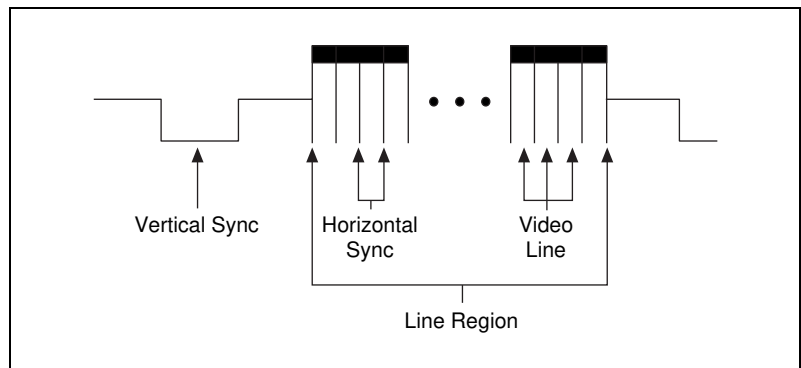 Vertical Sync
Horizontal
Sync
Video
Line
Line Region